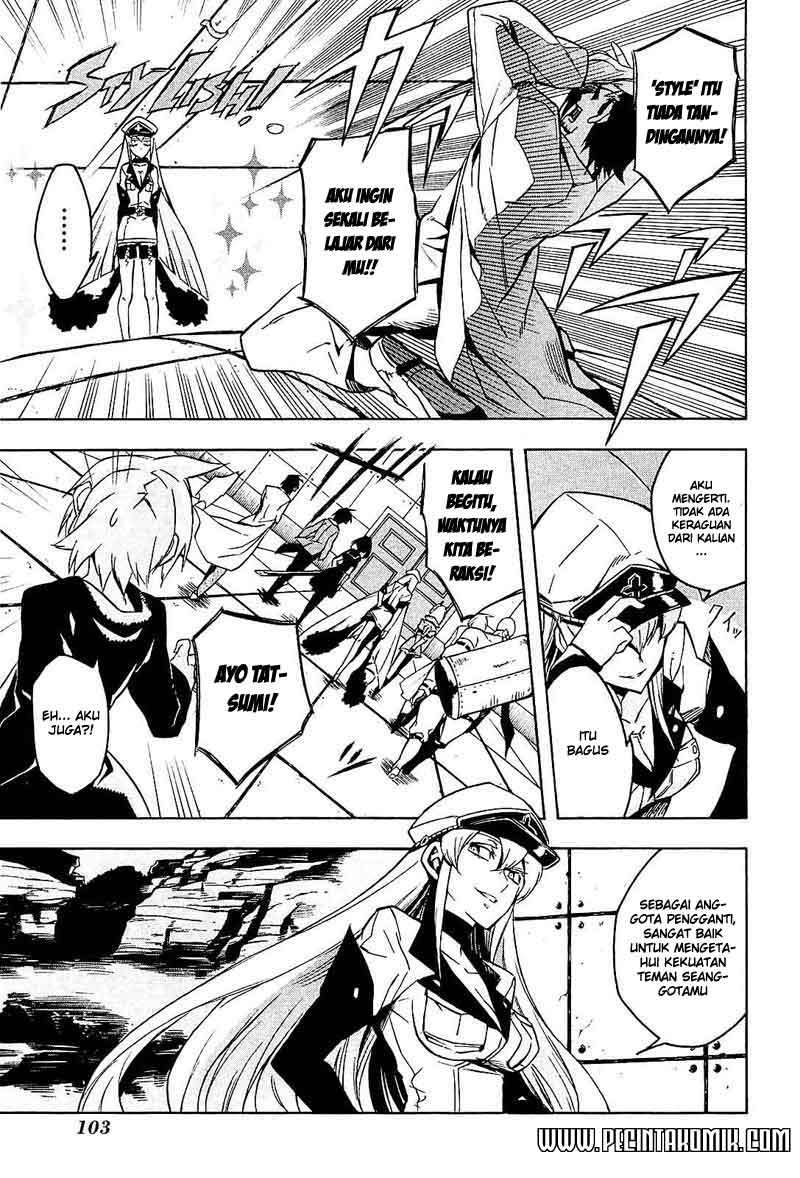 "STYLE" ITU
TIADA TAN-
DINGANNYA!
AKU INGIN
SEKALI BE-
LAJAR DARI
MU!!
STYLISH!
......
AKU
MENGERTI.
TIDAK ADA
KERAGUAN
DARI KALIAN
...
ITU
BAGUS
KALAU
BEGITU,
WAKTUNYA
KITA BE-
RAKSI!
AYO TAT-
SUMI!
EH... AKU
JUGA?!
SEBAGAI ANG-
GOTA PENGGANTI,
SANGAT BAIK
UNTUK MENGETA-
HUI KEKUATAN
TEMAN SEANG-
GOTAMU
103
WWW.PECINTAKOMIK.COM